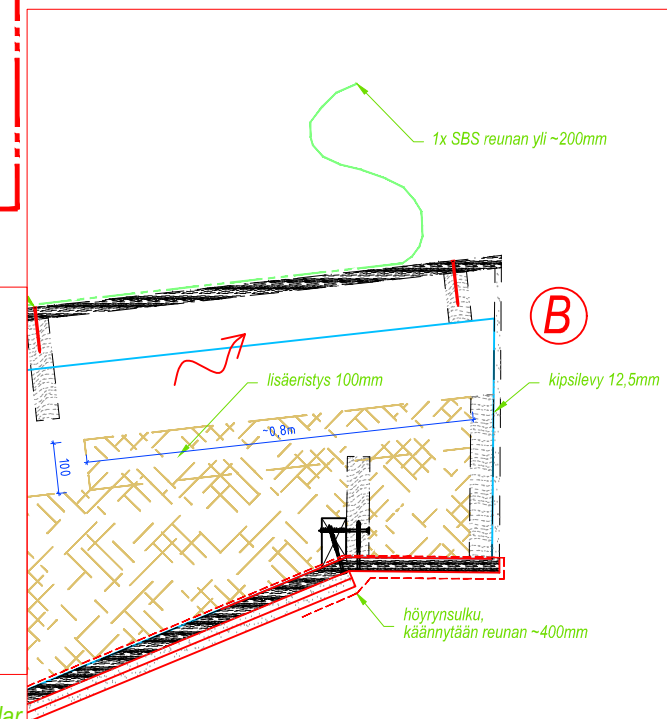 1x SBS reunan yli ~200mm
B
lisäeristys 100mm
kipsilevy 12,5mm
~0,8m
100
höyrynsulku,
käännytään reunan ~400mm